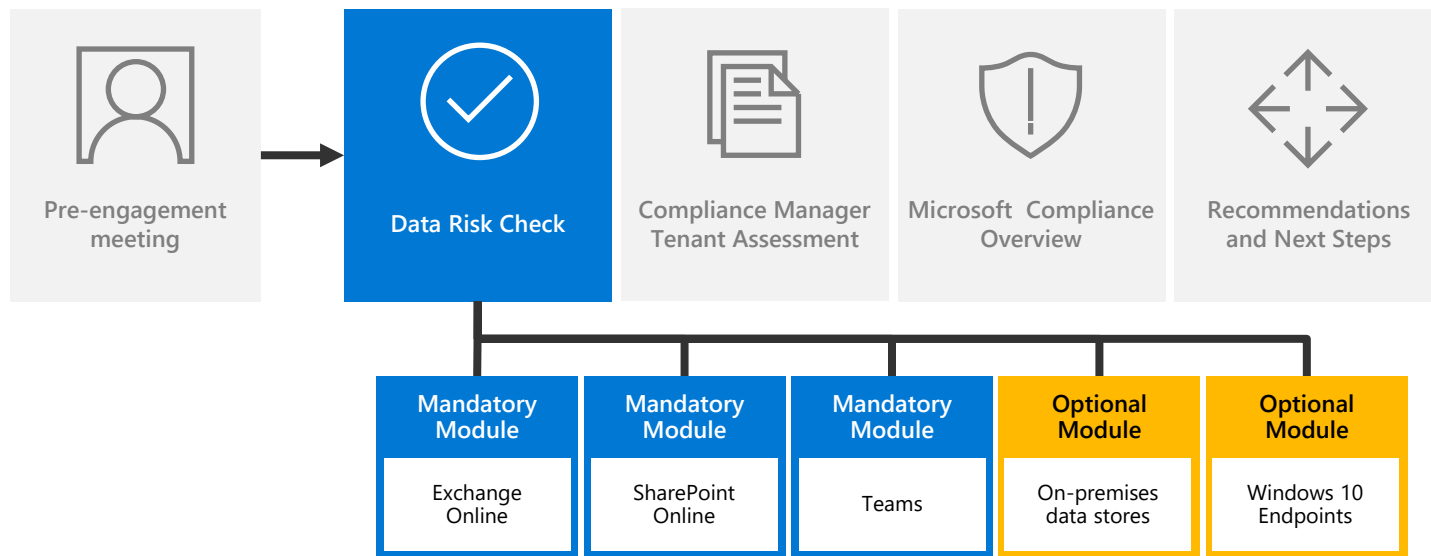 Pre-engagement
meeting
Data Risk Check
Compliance Manager
Tenant Assessment
Microsoft Compliance
Overview
Recommendations
and Next Steps
Mandatory
Module
Exchange
Online
Mandatory
Module
SharePoint
Online
Mandatory
Module
Teams
Optional
Module
On-premises
data stores
Optional
Module
Windows 10
Endpoints